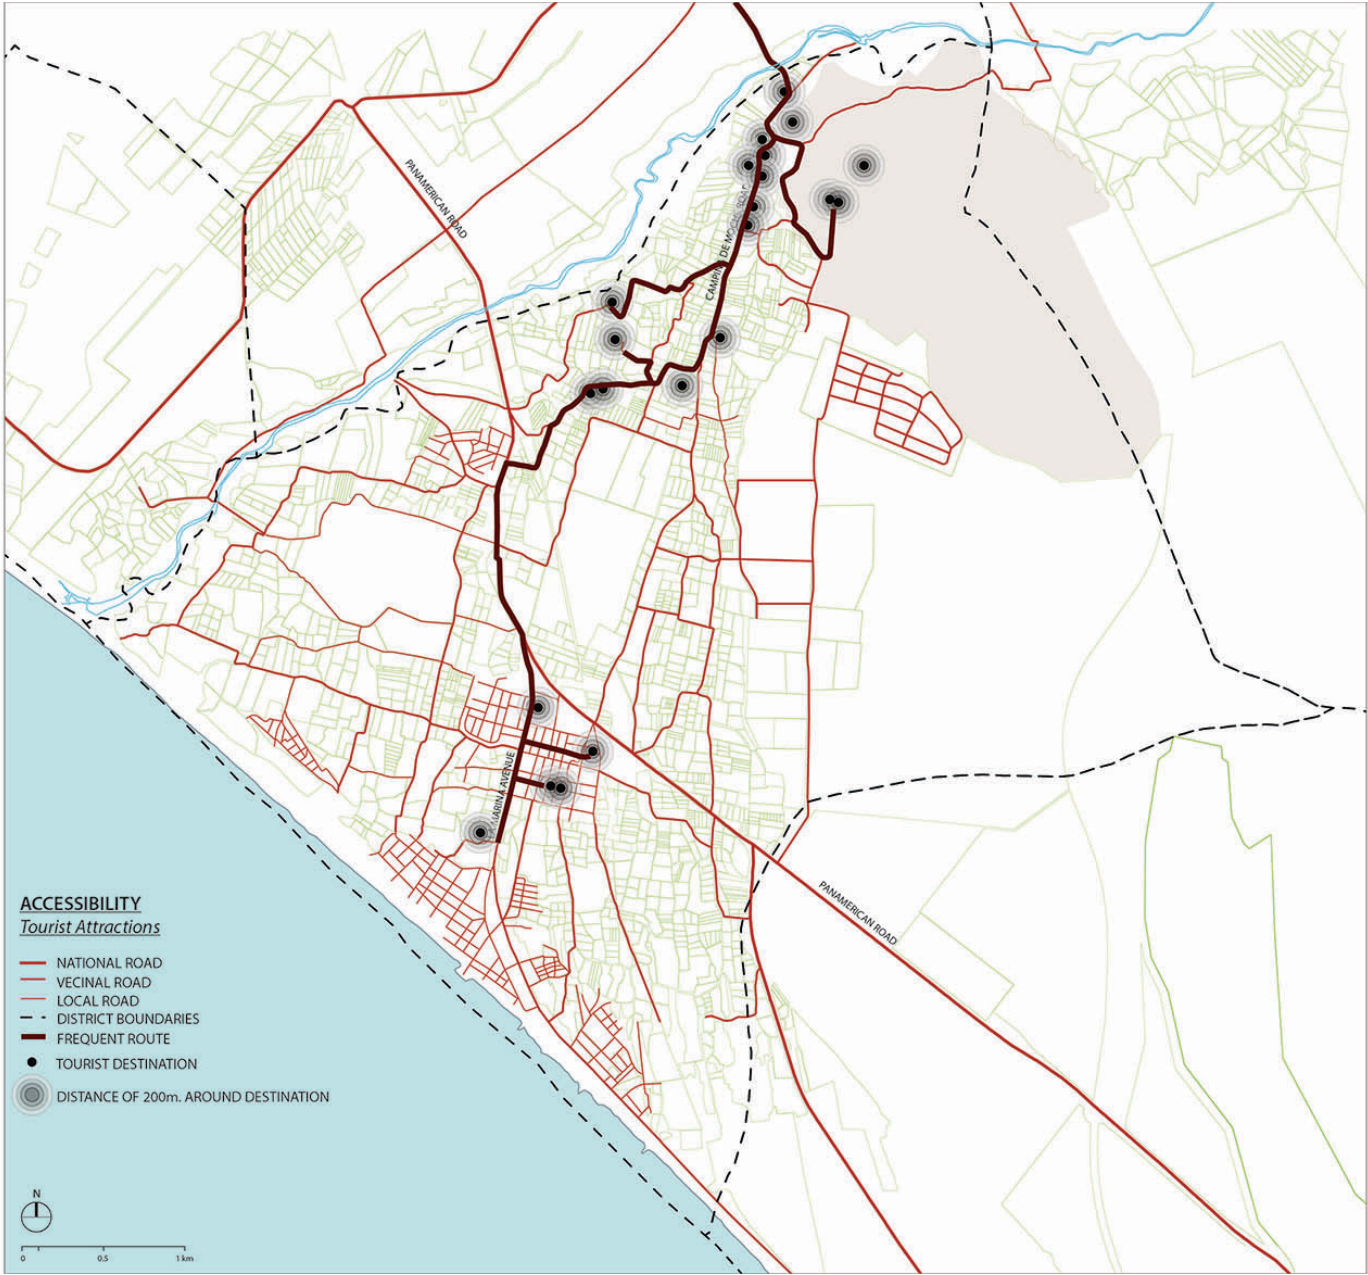 PANAMERICAN ROAD
CAMPIÑA DE MOCHE ROAD
MARINA AVENUE
PANAMERICAN ROAD
ACCESSIBILITY
Tourist Attractions
NATIONAL ROAD
VECINAL ROAD
LOCAL ROAD
DISTRICT BOUNDARIES
FREQUENT ROUTE
TOURIST DESTINATION
DISTANCE OF 200m. AROUND DESTINATION
N
0 0.5 1 km